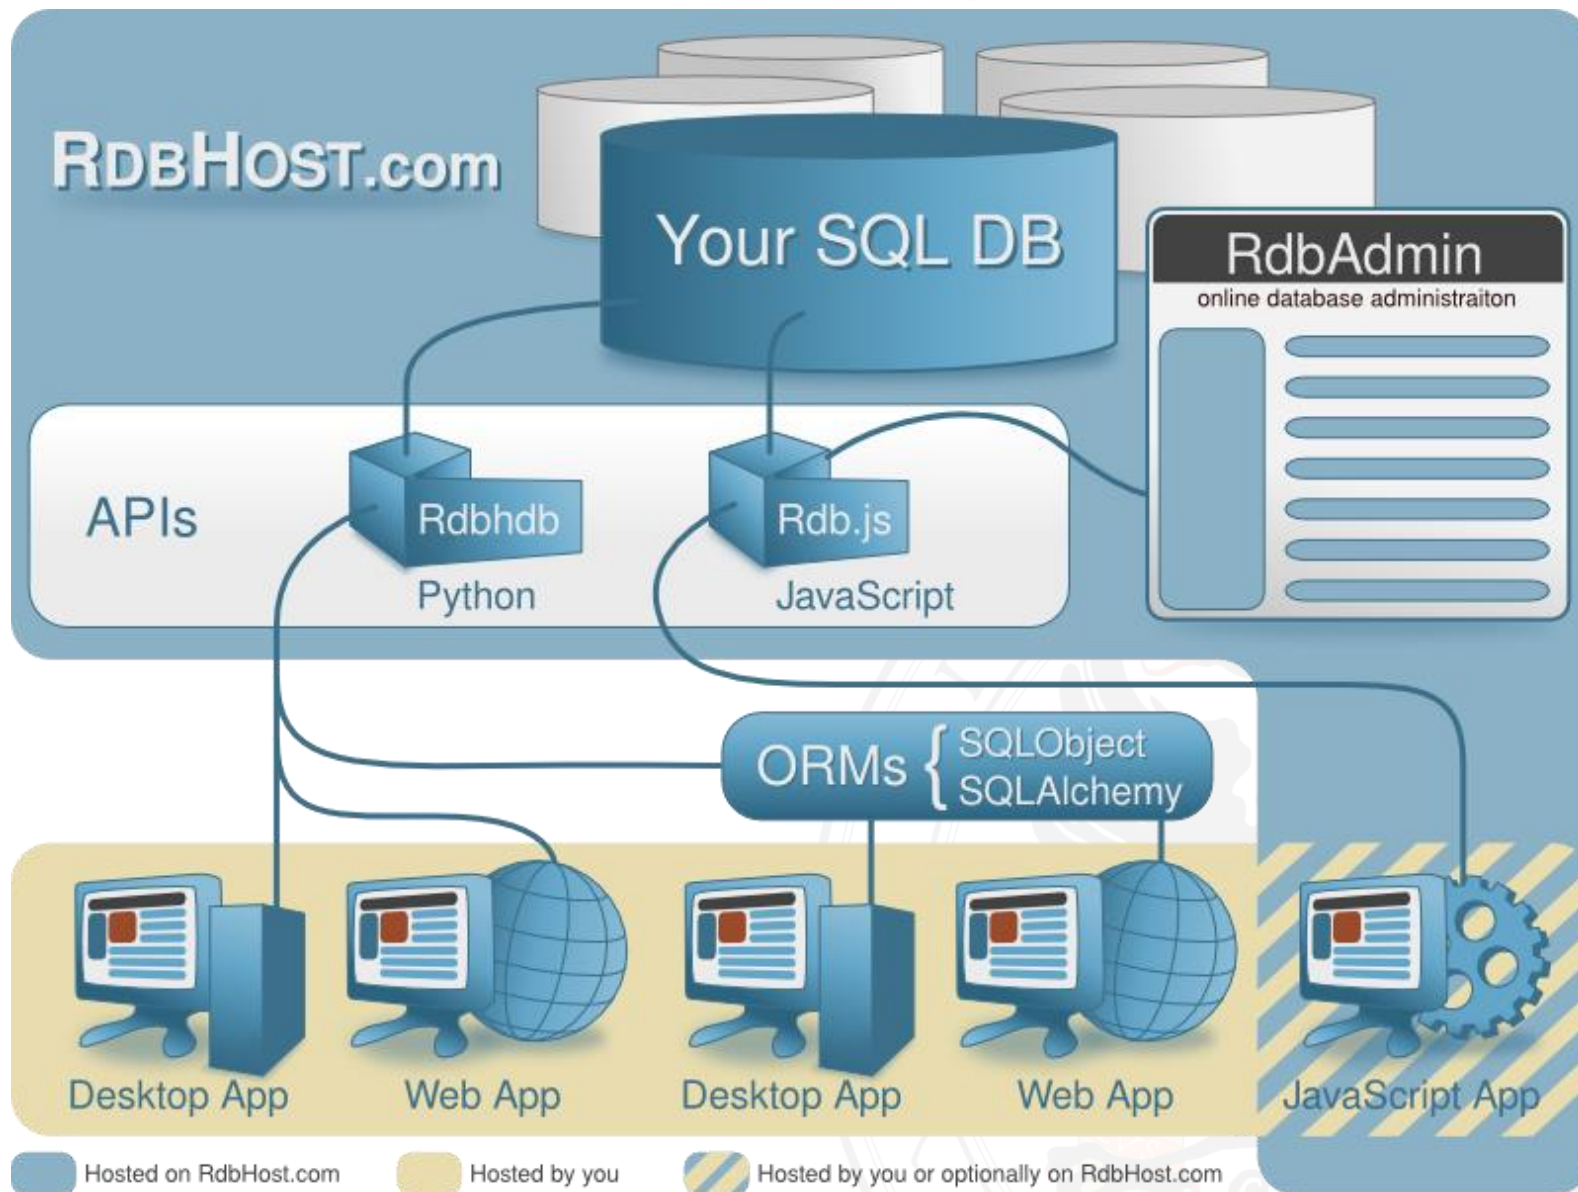 RDBHOST.com
Your SQL DB
RdbAdmin
online database administraiton
APIs
Rdbhdb
Python
Rdb.js
JavaScript
ORMs { SQLObject
SQLAlchemy
Desktop App
Web App
Desktop App
Web App
JavaScript App
Hosted on RdbHost.com
Hosted by you
Hosted by you or optionally on RdbHost.com